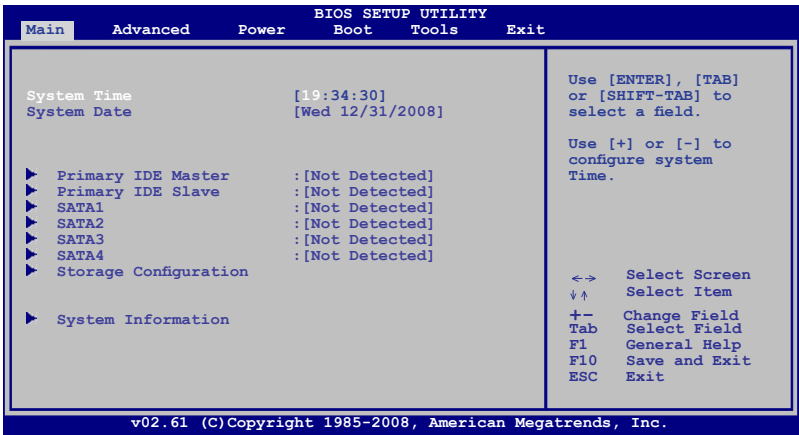 BIOS SETUP UTILITY
Main Advanced Power Boot Tools Exit
System Time [19:34:30]
System Date [Wed 12/31/2008]
Primary IDE Master :[Not Detected]
Primary IDE Slave :[Not Detected]
SATA1 :[Not Detected]
SATA2 :[Not Detected]
SATA3 :[Not Detected]
SATA4 :[Not Detected]
Storage Configuration
System Information
Use [ENTER], [TAB]
or [SHIFT-TAB] to
select a field.
Use [+] or [-] to
configure system
Time.
←→ Select Screen
↓↑ Select Item
+- Change Field
Tab Select Field
F1 General Help
F10 Save and Exit
ESC Exit
v02.61 (C)Copyright 1985-2008, American Megatrends, Inc.